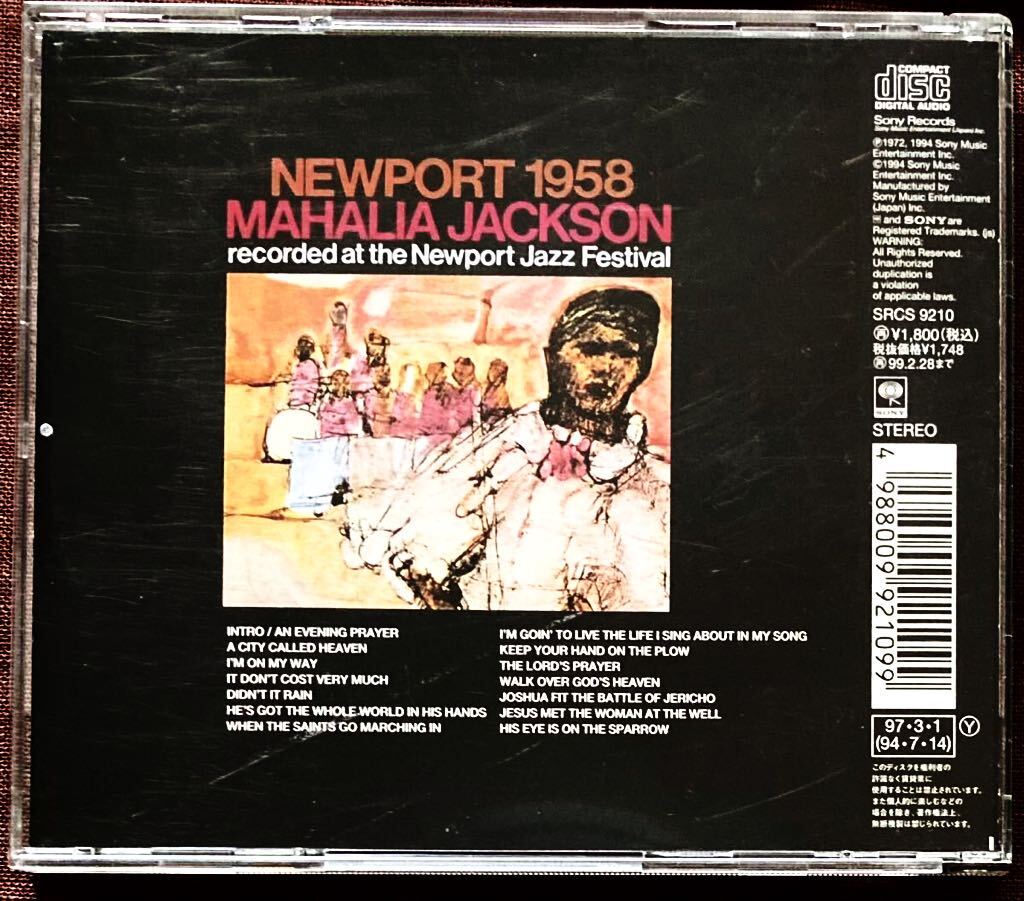 NEWPORT 1958
MAHALIA JACKSON
recorded at the Newport Jazz Festival
INTRO / AN EVENING PRAYER
A CITY CALLED HEAVEN
I'M ON MY WAY
IT DON'T COST VERY MUCH
DIDN'T IT RAIN
HE'S GOT THE WHOLE WORLD IN HIS HANDS
WHEN THE SAINTS GO MARCHING IN
I'M GOIN' TO LIVE THE LIFE I SING ABOUT IN MY SONG
KEEP YOUR HAND ON THE PLOW
THE LORD'S PRAYER
WALK OVER GOD'S HEAVEN
JOSHUA FIT THE BATTLE OF JERICHO
JESUS MET THE WOMAN AT THE WELL
HIS EYE IS ON THE SPARROW
COMPACT
disc
DIGITAL AUDIO
Sony Records
Sony Music Entertainment (Japan) Inc.
℗1972, 1994 Sony Music
Entertainment Inc.
©1994 Sony Music
Entertainment Inc.
Manufactured by
Sony Music Entertainment
(Japan) Inc.
and SONY are
Registered Trademarks. (js)
WARNING:
All Rights Reserved.
Unauthorized
duplication is
a violation
of applicable laws.
SRCS 9210
再¥1,800(税込)
税抜価格¥1,748
再99.2.28まで
SONY
STEREO
4 988009 921099
97・3・1 Y
(94・7・14)
このディスクを権利者の
許諾なく賃貸業に
使用することは禁止されています。
また個人的に楽しむなどの
場合を除き、著作権法上、
無断複製は禁じられています。